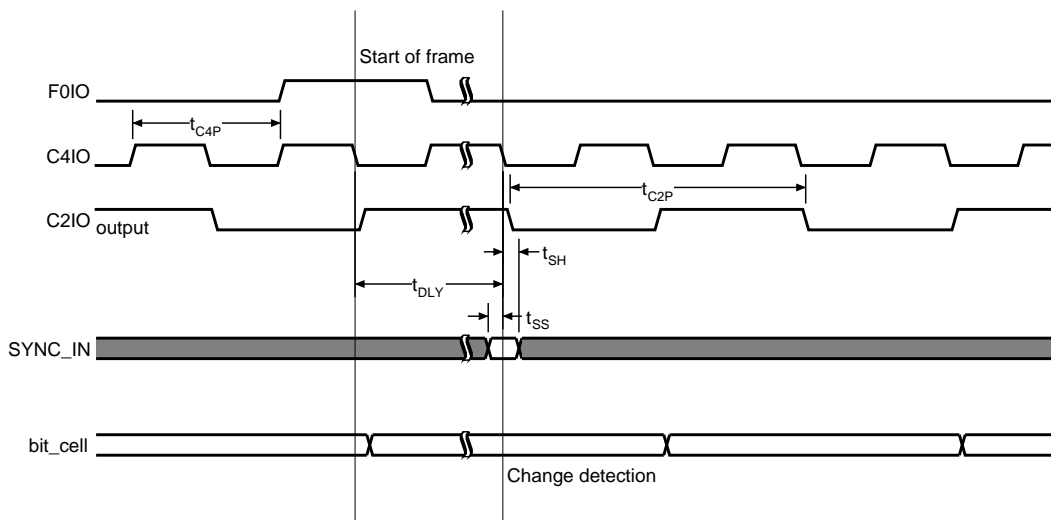 Start of frame
F0IO
tC4P
C4IO
tC2P
C2IO output
tSH
tDLY
tSS
SYNC_IN
bit_cell
Change detection